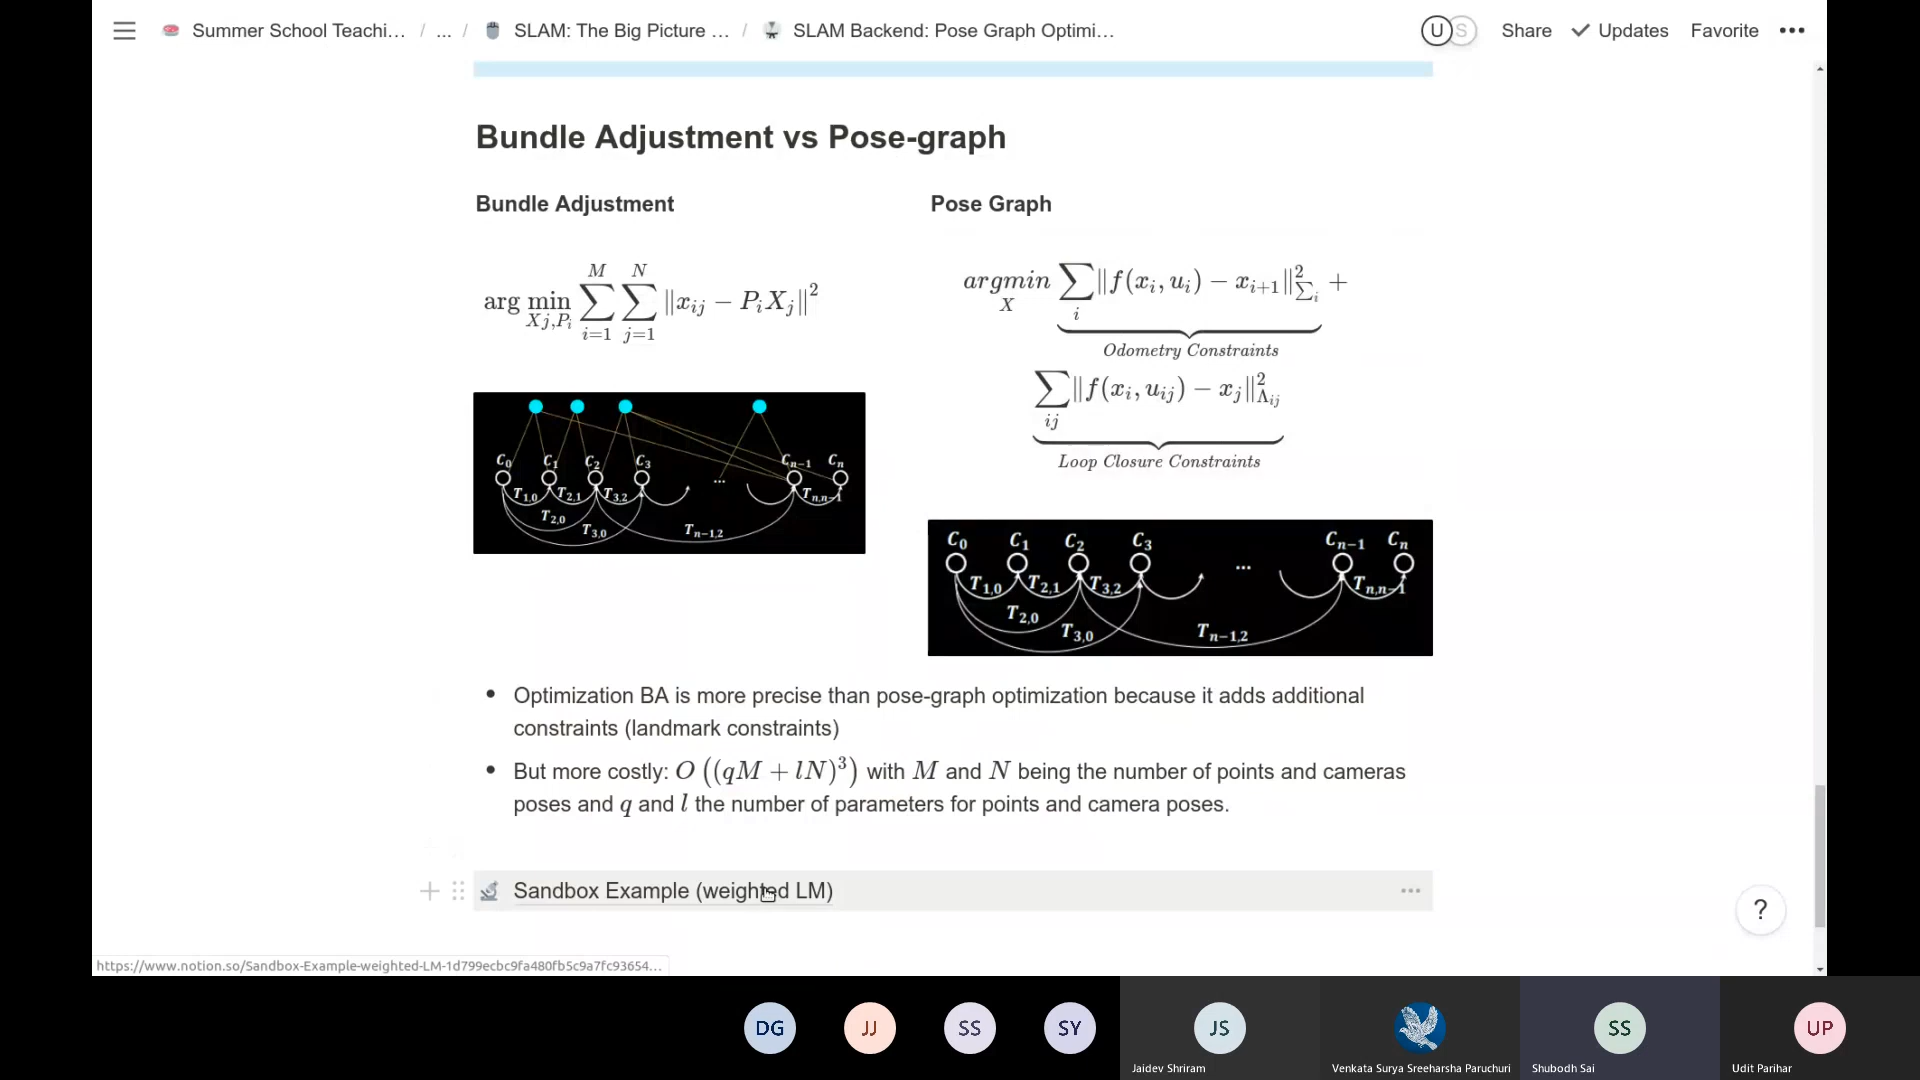 Summer School Teachi... / ... / SLAM: The Big Picture ... / SLAM Backend: Pose Graph Optimi...
U S Share Updates Favorite •••
Bundle Adjustment vs Pose-graph
Bundle Adjustment
arg min_{Xj,P_i} \sum_{i=1}^{M} \sum_{j=1}^{N} ‖x_{ij} − P_i X_j‖^2
C_0 C_1 C_2 C_3 ... C_{n−1} C_n
T_{1,0} T_{2,1} T_{3,2} T_{n,n−1}
T_{2,0}
T_{3,0} T_{n−1,2}
Pose Graph
argmin_X \sum_i ‖f(x_i, u_i) − x_{i+1}‖^2_{\sum_i} +
Odometry Constraints
\sum_{ij} ‖f(x_i, u_{ij}) − x_j‖^2_{Λ_{ij}}
Loop Closure Constraints
C_0 C_1 C_2 C_3 ... C_{n−1} C_n
T_{1,0} T_{2,1} T_{3,2} T_{n,n−1}
T_{2,0}
T_{3,0} T_{n−1,2}
• Optimization BA is more precise than pose-graph optimization because it adds additional
constraints (landmark constraints)
• But more costly: O ((qM + lN)^3) with M and N being the number of points and cameras
poses and q and l the number of parameters for points and camera poses.
Sandbox Example (weighted LM)
?
https://www.notion.so/Sandbox-Example-weighted-LM-1d799ecbc9fa480fb5c9a7fc93654...
DG JJ SS SY JS SS UP
Jaidev Shriram Venkata Surya Sreeharsha Paruchuri Shubodh Sai Udit Parihar